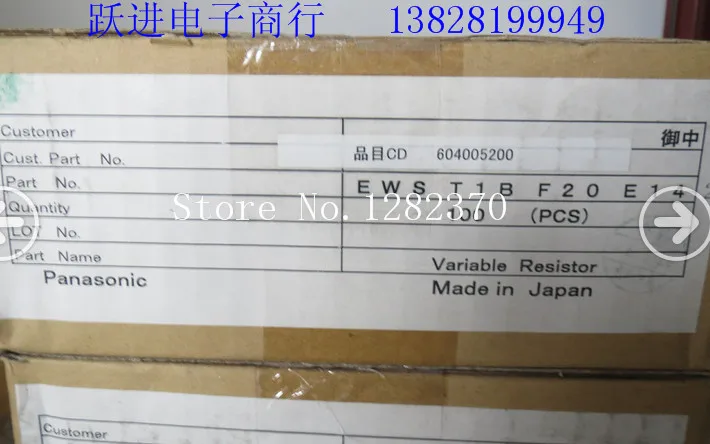 跃进电子商行 13828199949
Customer 御中
Cust. Part No. 品目CD 604005200
Part No. EWS T1B F20 E14
Quantity 100 (PCS)
Store No. 1282370
LOT No.
Part Name Variable Resistor
Panasonic Made in Japan
Customer